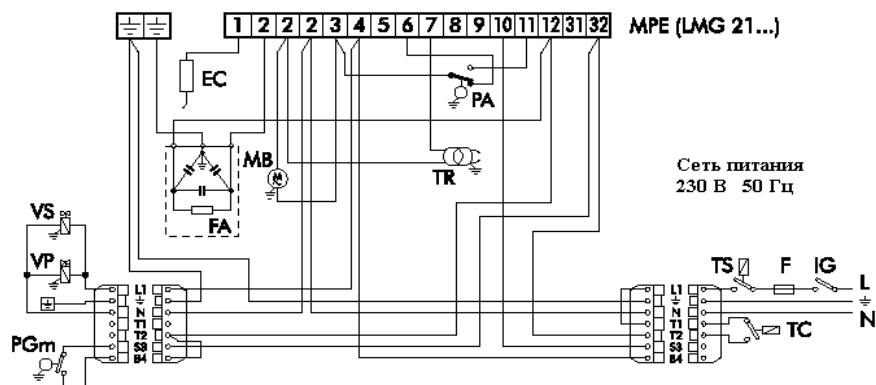 1 2 2 2 3 4 5 6 7 8 9 10 11 12 31 32 MPE (LMG 21...)
EC
PA
MB
TR
FA
Сеть питания
230 В 50 Гц
VS
VP
TS F IG L
N
TC
L1
N
T1
T2
S3
B4
L1
N
T1
T2
S3
B4
PGm